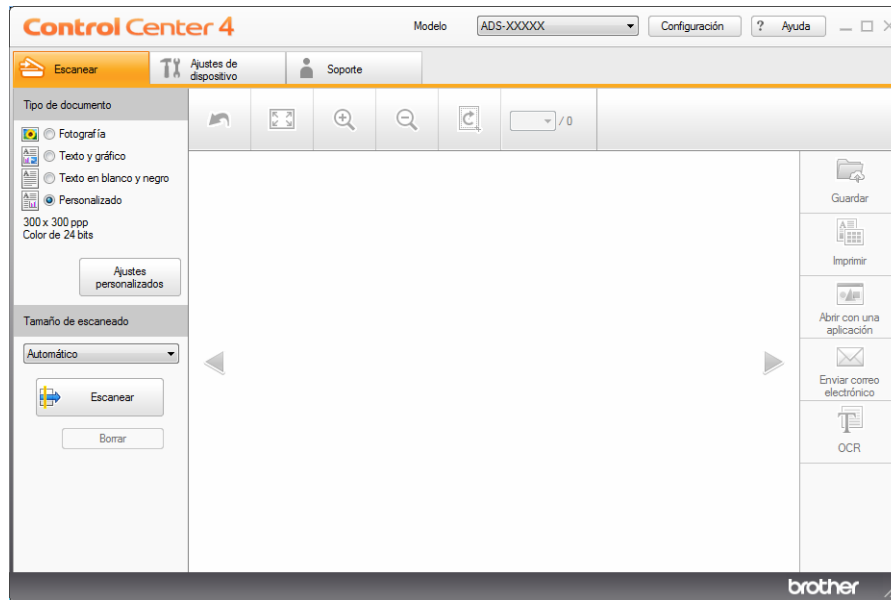 Control Center 4
Modelo
ADS-XXXXX
Configuración
? Ayuda
Escanear
Ajustes de
dispositivo
Soporte
Tipo de documento
Fotografía
Texto y gráfico
Texto en blanco y negro
Personalizado
300 x 300 ppp
Color de 24 bits
Ajustes
personalizados
Tamaño de escaneado
Automático
Escanear
Borrar
/ 0
Guardar
Imprimir
Abrir con una
aplicación
Enviar correo
electrónico
OCR
brother